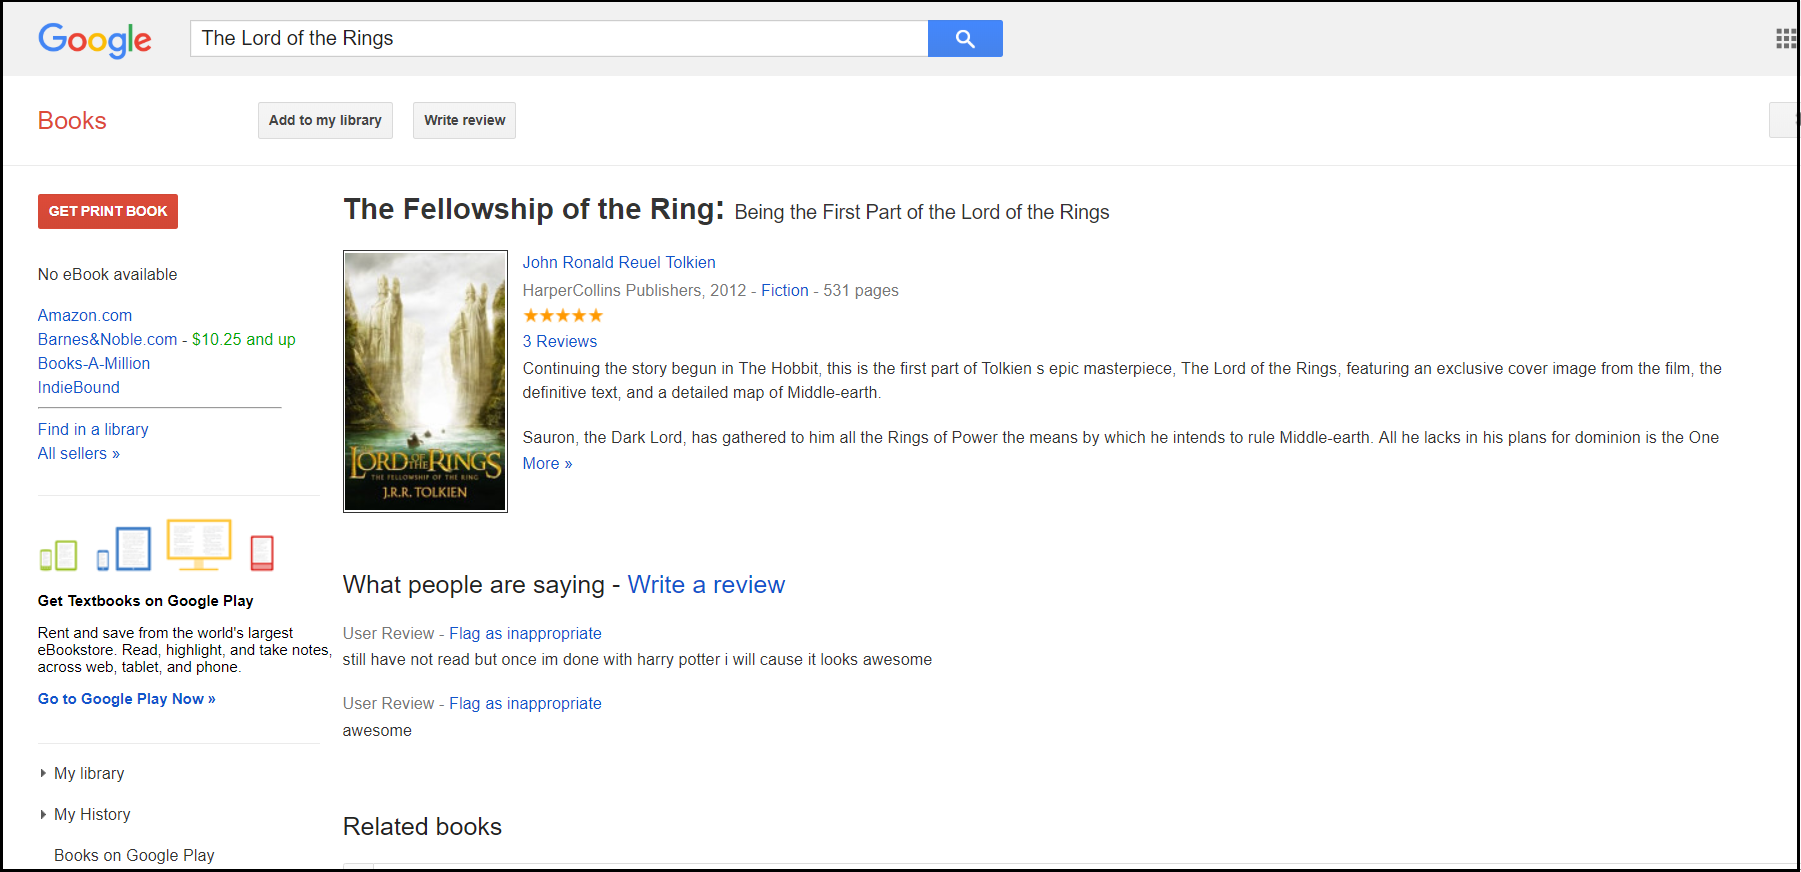 Google
The Lord of the Rings
Books
Add to my library
Write review
GET PRINT BOOK
No eBook available
Amazon.com
Barnes&Noble.com - $10.25 and up
Books-A-Million
IndieBound
Find in a library
All sellers »
Get Textbooks on Google Play
Rent and save from the world's largest
eBookstore. Read, highlight, and take notes,
across web, tablet, and phone.
Go to Google Play Now »
My library
My History
Books on Google Play
The Fellowship of the Ring: Being the First Part of the Lord of the Rings
LORD OF THE RINGS
THE FELLOWSHIP OF THE RING
J.R.R. TOLKIEN
John Ronald Reuel Tolkien
HarperCollins Publishers, 2012 - Fiction - 531 pages
3 Reviews
Continuing the story begun in The Hobbit, this is the first part of Tolkien s epic masterpiece, The Lord of the Rings, featuring an exclusive cover image from the film, the
definitive text, and a detailed map of Middle-earth.
Sauron, the Dark Lord, has gathered to him all the Rings of Power the means by which he intends to rule Middle-earth. All he lacks in his plans for dominion is the One
More »
What people are saying - Write a review
User Review - Flag as inappropriate
still have not read but once im done with harry potter i will cause it looks awesome
User Review - Flag as inappropriate
awesome
Related books